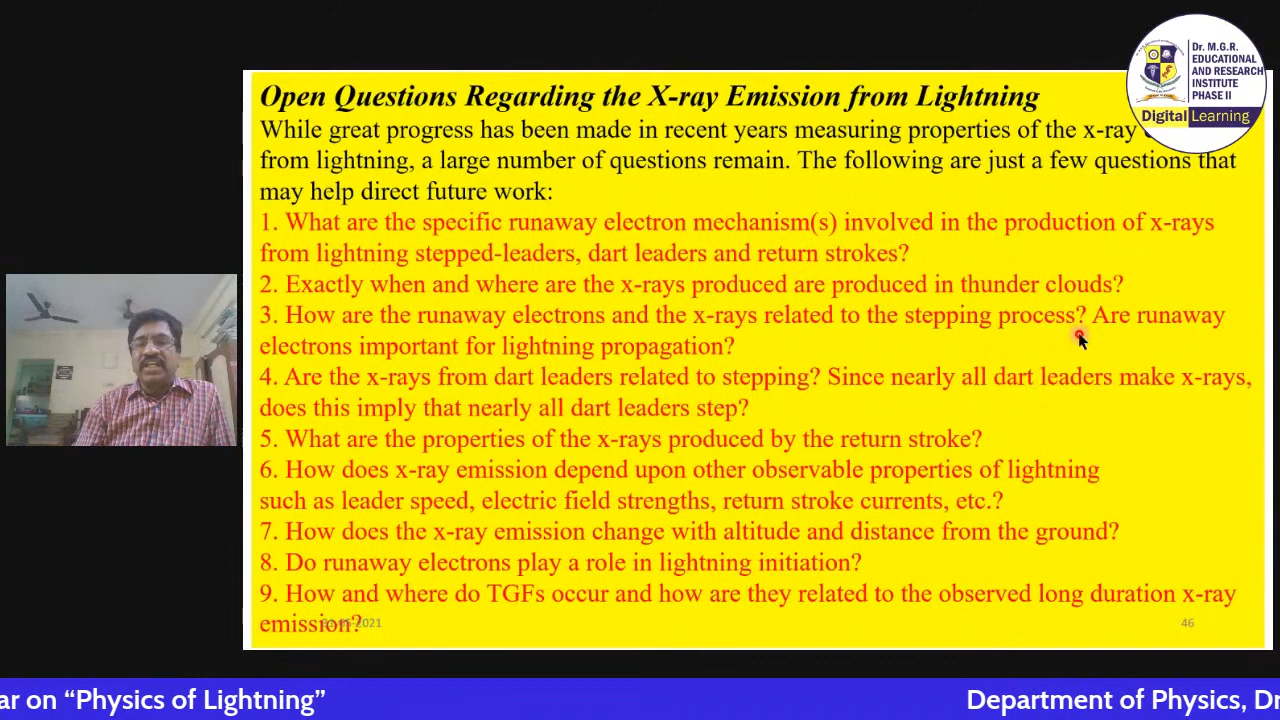 Dr. M.G.R.
EDUCATIONAL
AND RESEARCH
INSTITUTE
PHASE II
Digital Learning
Open Questions Regarding the X-ray Emission from Lightning
While great progress has been made in recent years measuring properties of the x-ray
from lightning, a large number of questions remain. The following are just a few questions that
may help direct future work:
1. What are the specific runaway electron mechanism(s) involved in the production of x-rays
from lightning stepped-leaders, dart leaders and return strokes?
2. Exactly when and where are the x-rays produced are produced in thunder clouds?
3. How are the runaway electrons and the x-rays related to the stepping process? Are runaway
electrons important for lightning propagation?
4. Are the x-rays from dart leaders related to stepping? Since nearly all dart leaders make x-rays,
does this imply that nearly all dart leaders step?
5. What are the properties of the x-rays produced by the return stroke?
6. How does x-ray emission depend upon other observable properties of lightning
such as leader speed, electric field strengths, return stroke currents, etc.?
7. How does the x-ray emission change with altitude and distance from the ground?
8. Do runaway electrons play a role in lightning initiation?
9. How and where do TGFs occur and how are they related to the observed long duration x-ray
emission?
46
ar on “Physics of Lightning”
Department of Physics, Dr